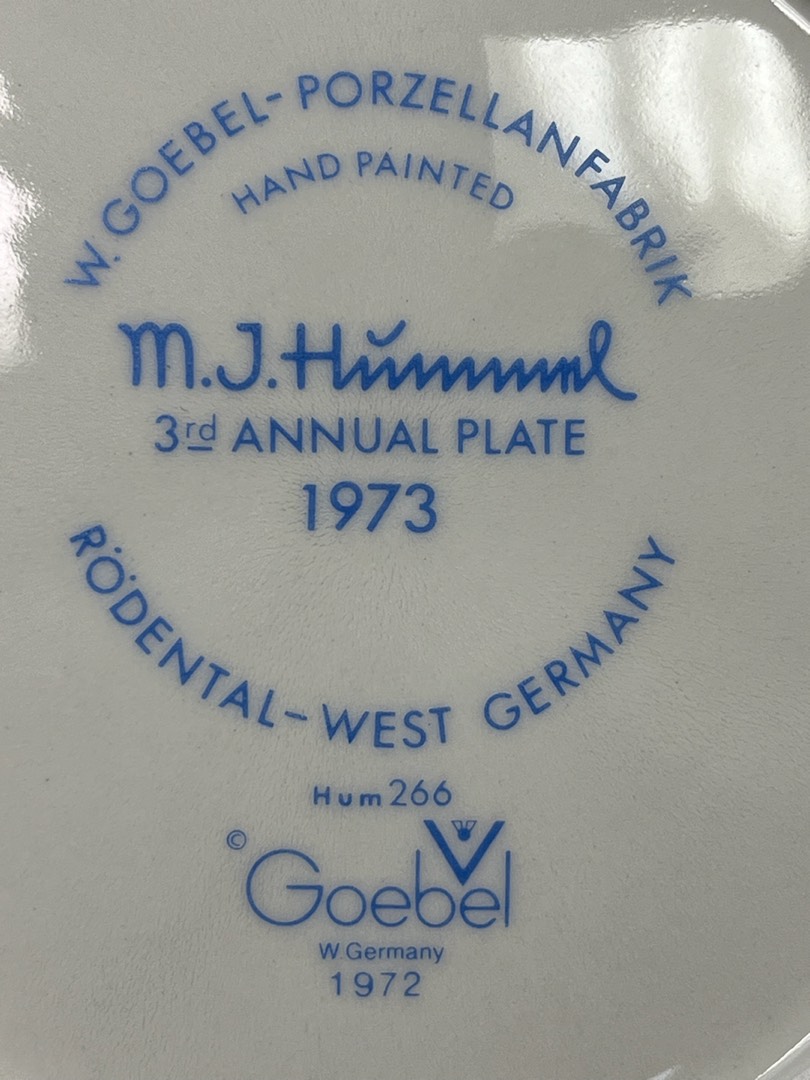 W. GOEBEL-PORZELLANFABRIK
HAND PAINTED
M.J.Hummel
3rd ANNUAL PLATE
1973
RÖDENTAL-WEST GERMANY
Hum 266
© Goebel
W. Germany
1972